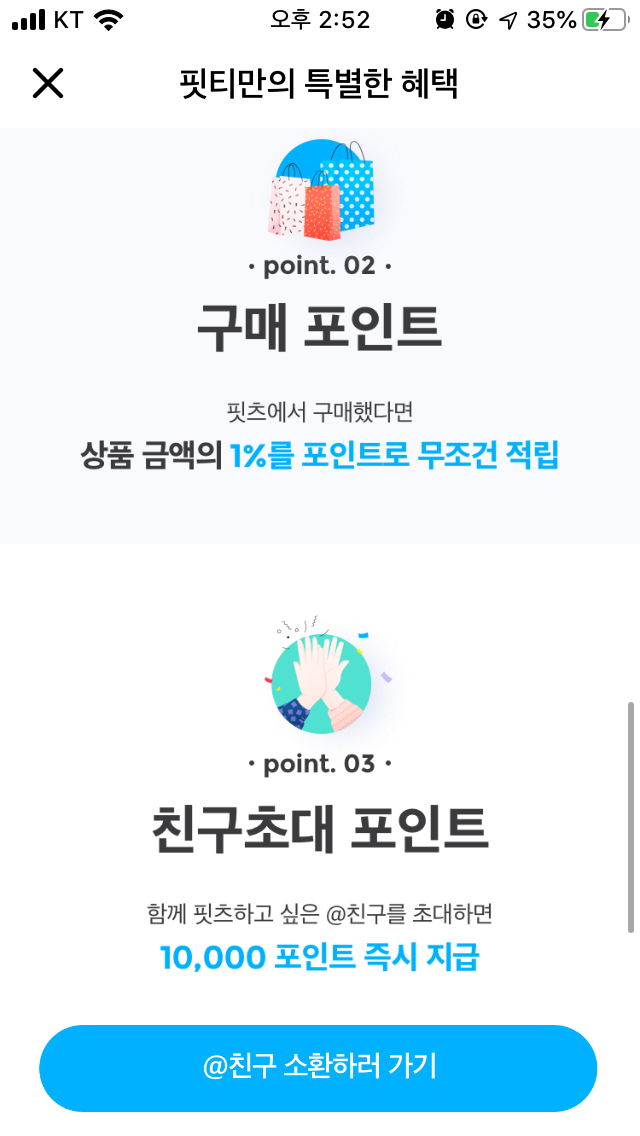 KT 오후 2:52 35%
핏티만의 특별한 혜택
· point. 02 ·
구매 포인트
핏츠에서 구매했다면
상품 금액의 1%를 포인트로 무조건 적립
· point. 03 ·
친구초대 포인트
함께 핏츠하고 싶은 @친구를 초대하면
10,000 포인트 즉시 지급
@친구 소환하러 가기